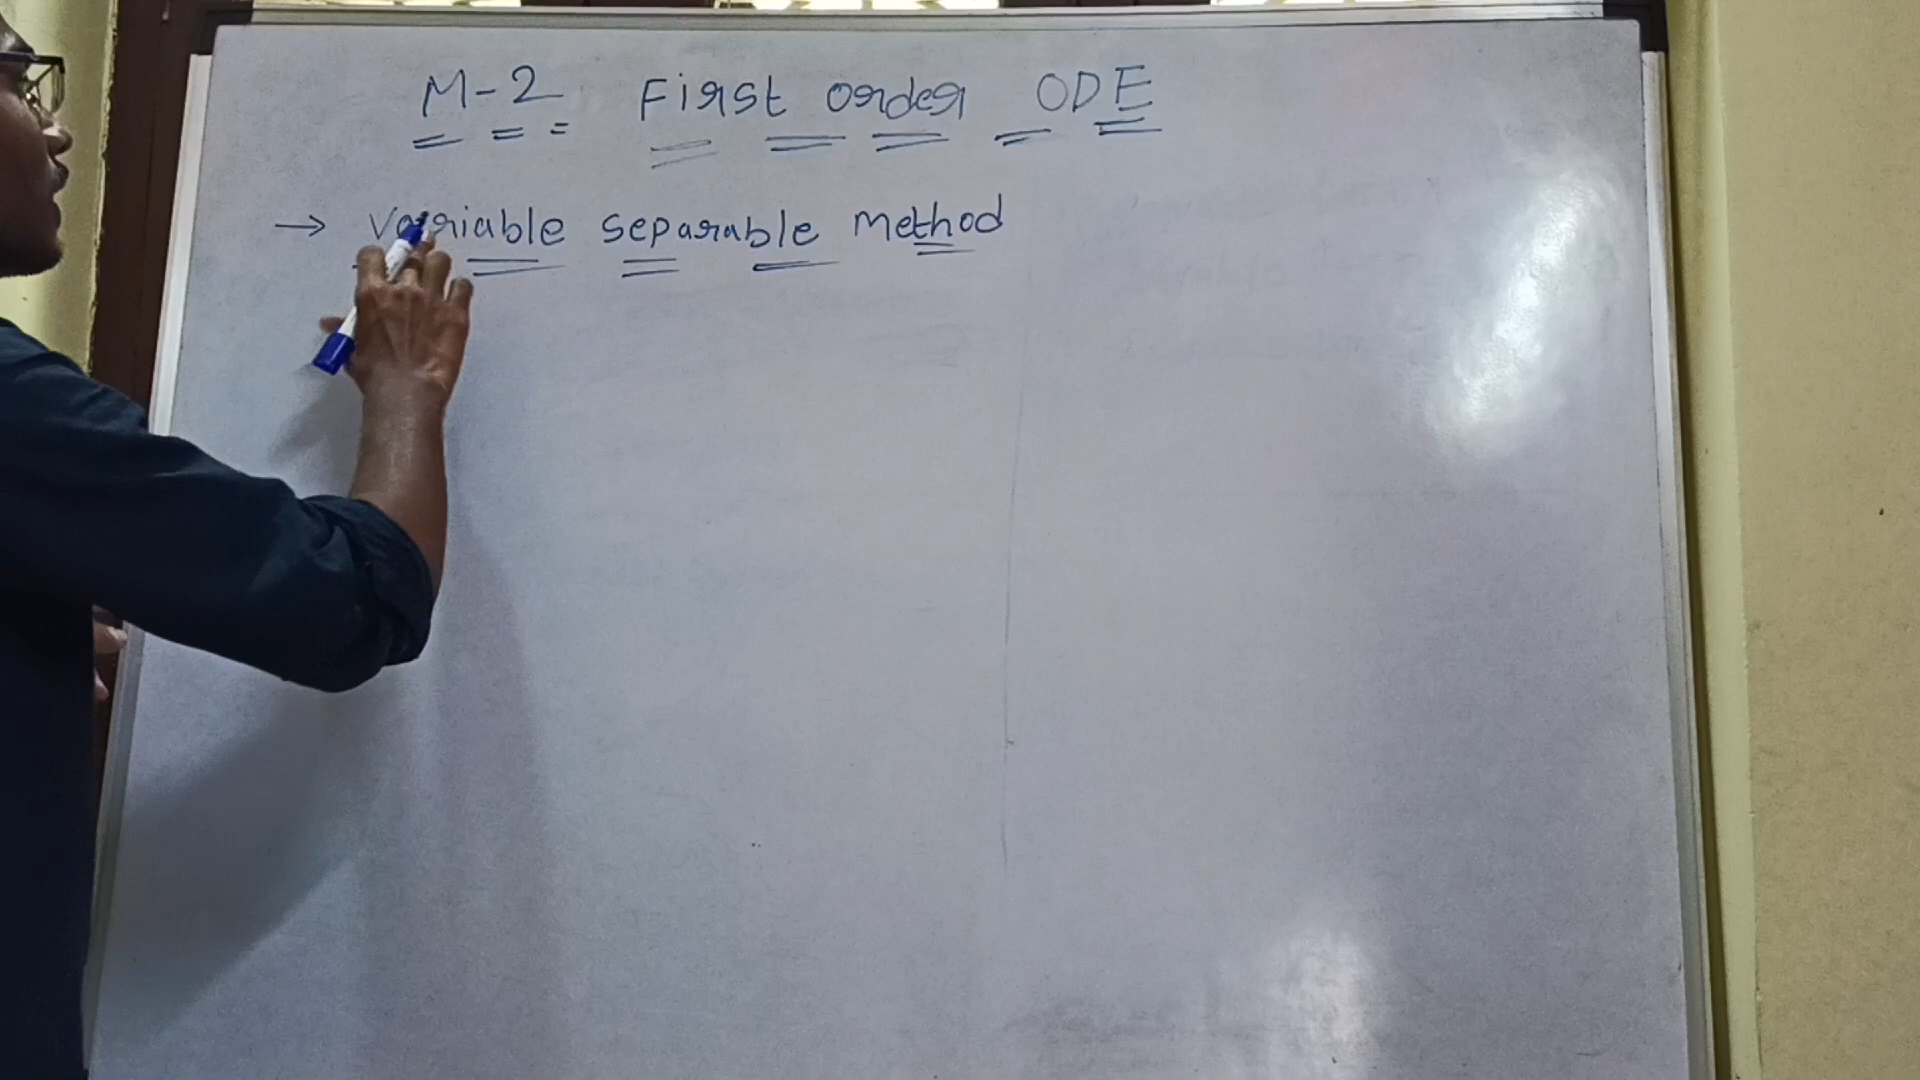 M-2 First order ODE
→ Variable separable Method